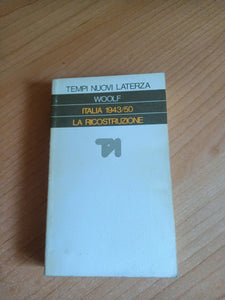 TEMPI NUOVI LATERZA
WOOLF
ITALIA 1943/50
LA RICOSTRUZIONE